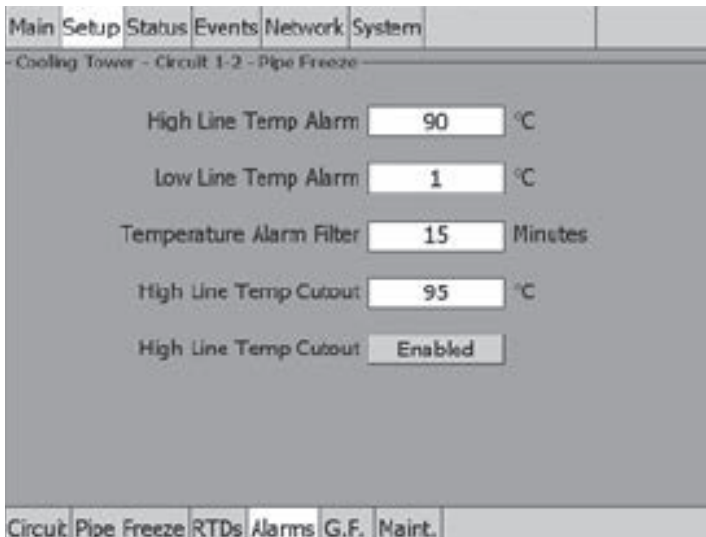 Main Setup Status Events Network System
Cooling Tower - Circuit 1-2 - Pipe Freeze
High Line Temp Alarm 90 °C
Low Line Temp Alarm 1 °C
Temperature Alarm Filter 15 Minutes
High Line Temp Cutout 95 °C
High Line Temp Cutout Enabled
Circuit Pipe Freeze RTDs Alarms G.F. Maint.